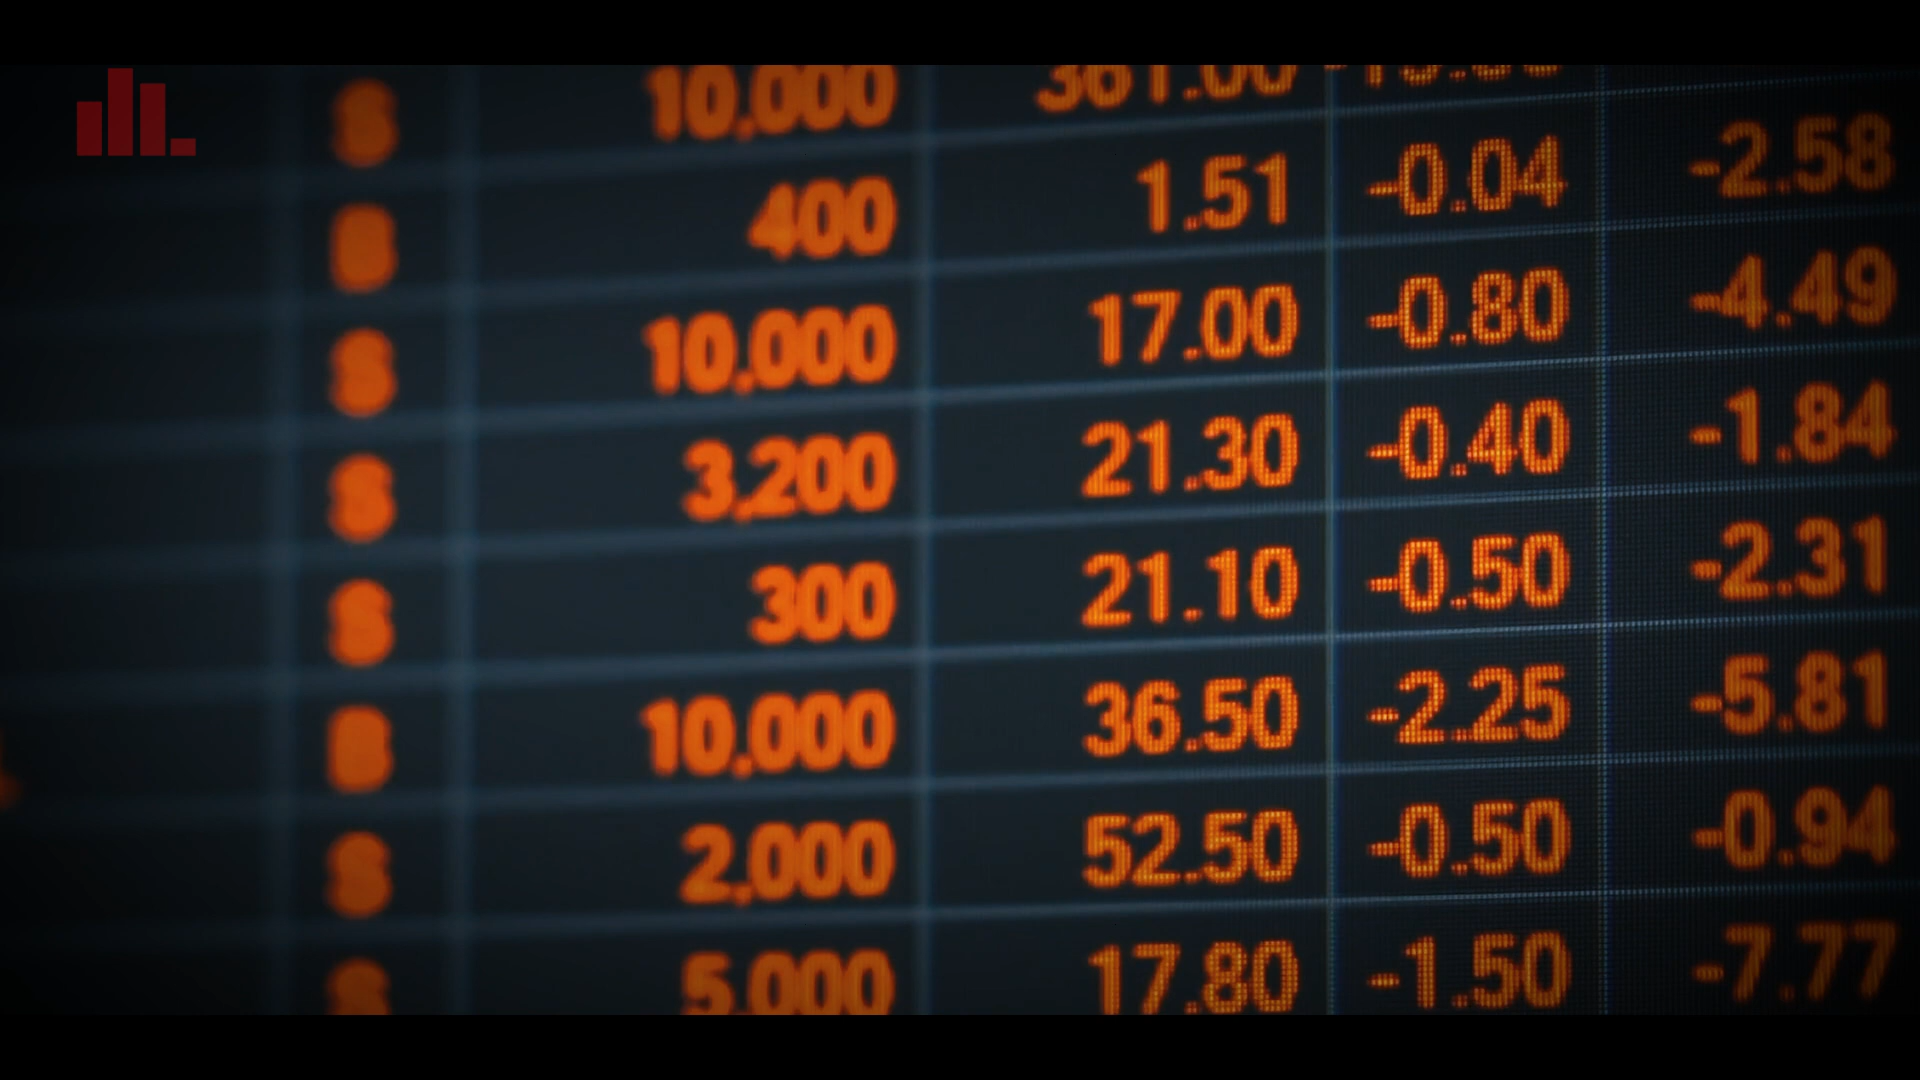 S 10,000 361.00
B 400 1.51 -0.04 -2.58
S 10,000 17.00 -0.80 -4.49
S 3,200 21.30 -0.40 -1.84
S 300 21.10 -0.50 -2.31
B 10,000 36.50 -2.25 -5.81
S 2,000 52.50 -0.50 -0.94
S 5,000 17.80 -1.50 -7.77